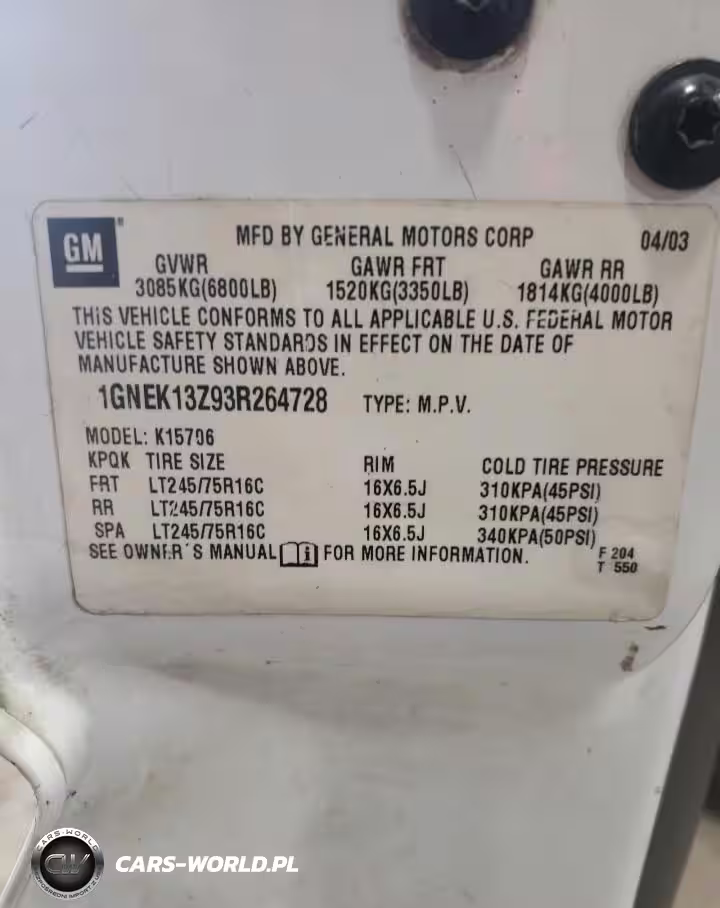 GM
MFD BY GENERAL MOTORS CORP 04/03
GVWR GAWR FRT GAWR RR
3085KG(6800LB) 1520KG(3350LB) 1814KG(4000LB)
THIS VEHICLE CONFORMS TO ALL APPLICABLE U.S. FEDERAL MOTOR
VEHICLE SAFETY STANDARDS IN EFFECT ON THE DATE OF
MANUFACTURE SHOWN ABOVE.
1GNEK13Z93R264728 TYPE: M.P.V.
MODEL: K15706
KPQK TIRE SIZE RIM COLD TIRE PRESSURE
FRT LT245/75R16C 16X6.5J 310KPA(45PSI)
RR LT245/75R16C 16X6.5J 310KPA(45PSI)
SPA LT245/75R16C 16X6.5J 340KPA(50PSI)
SEE OWNER'S MANUAL FOR MORE INFORMATION. F 204
T 550
CARS-WORLD
CW
CARS-WORLD.PL